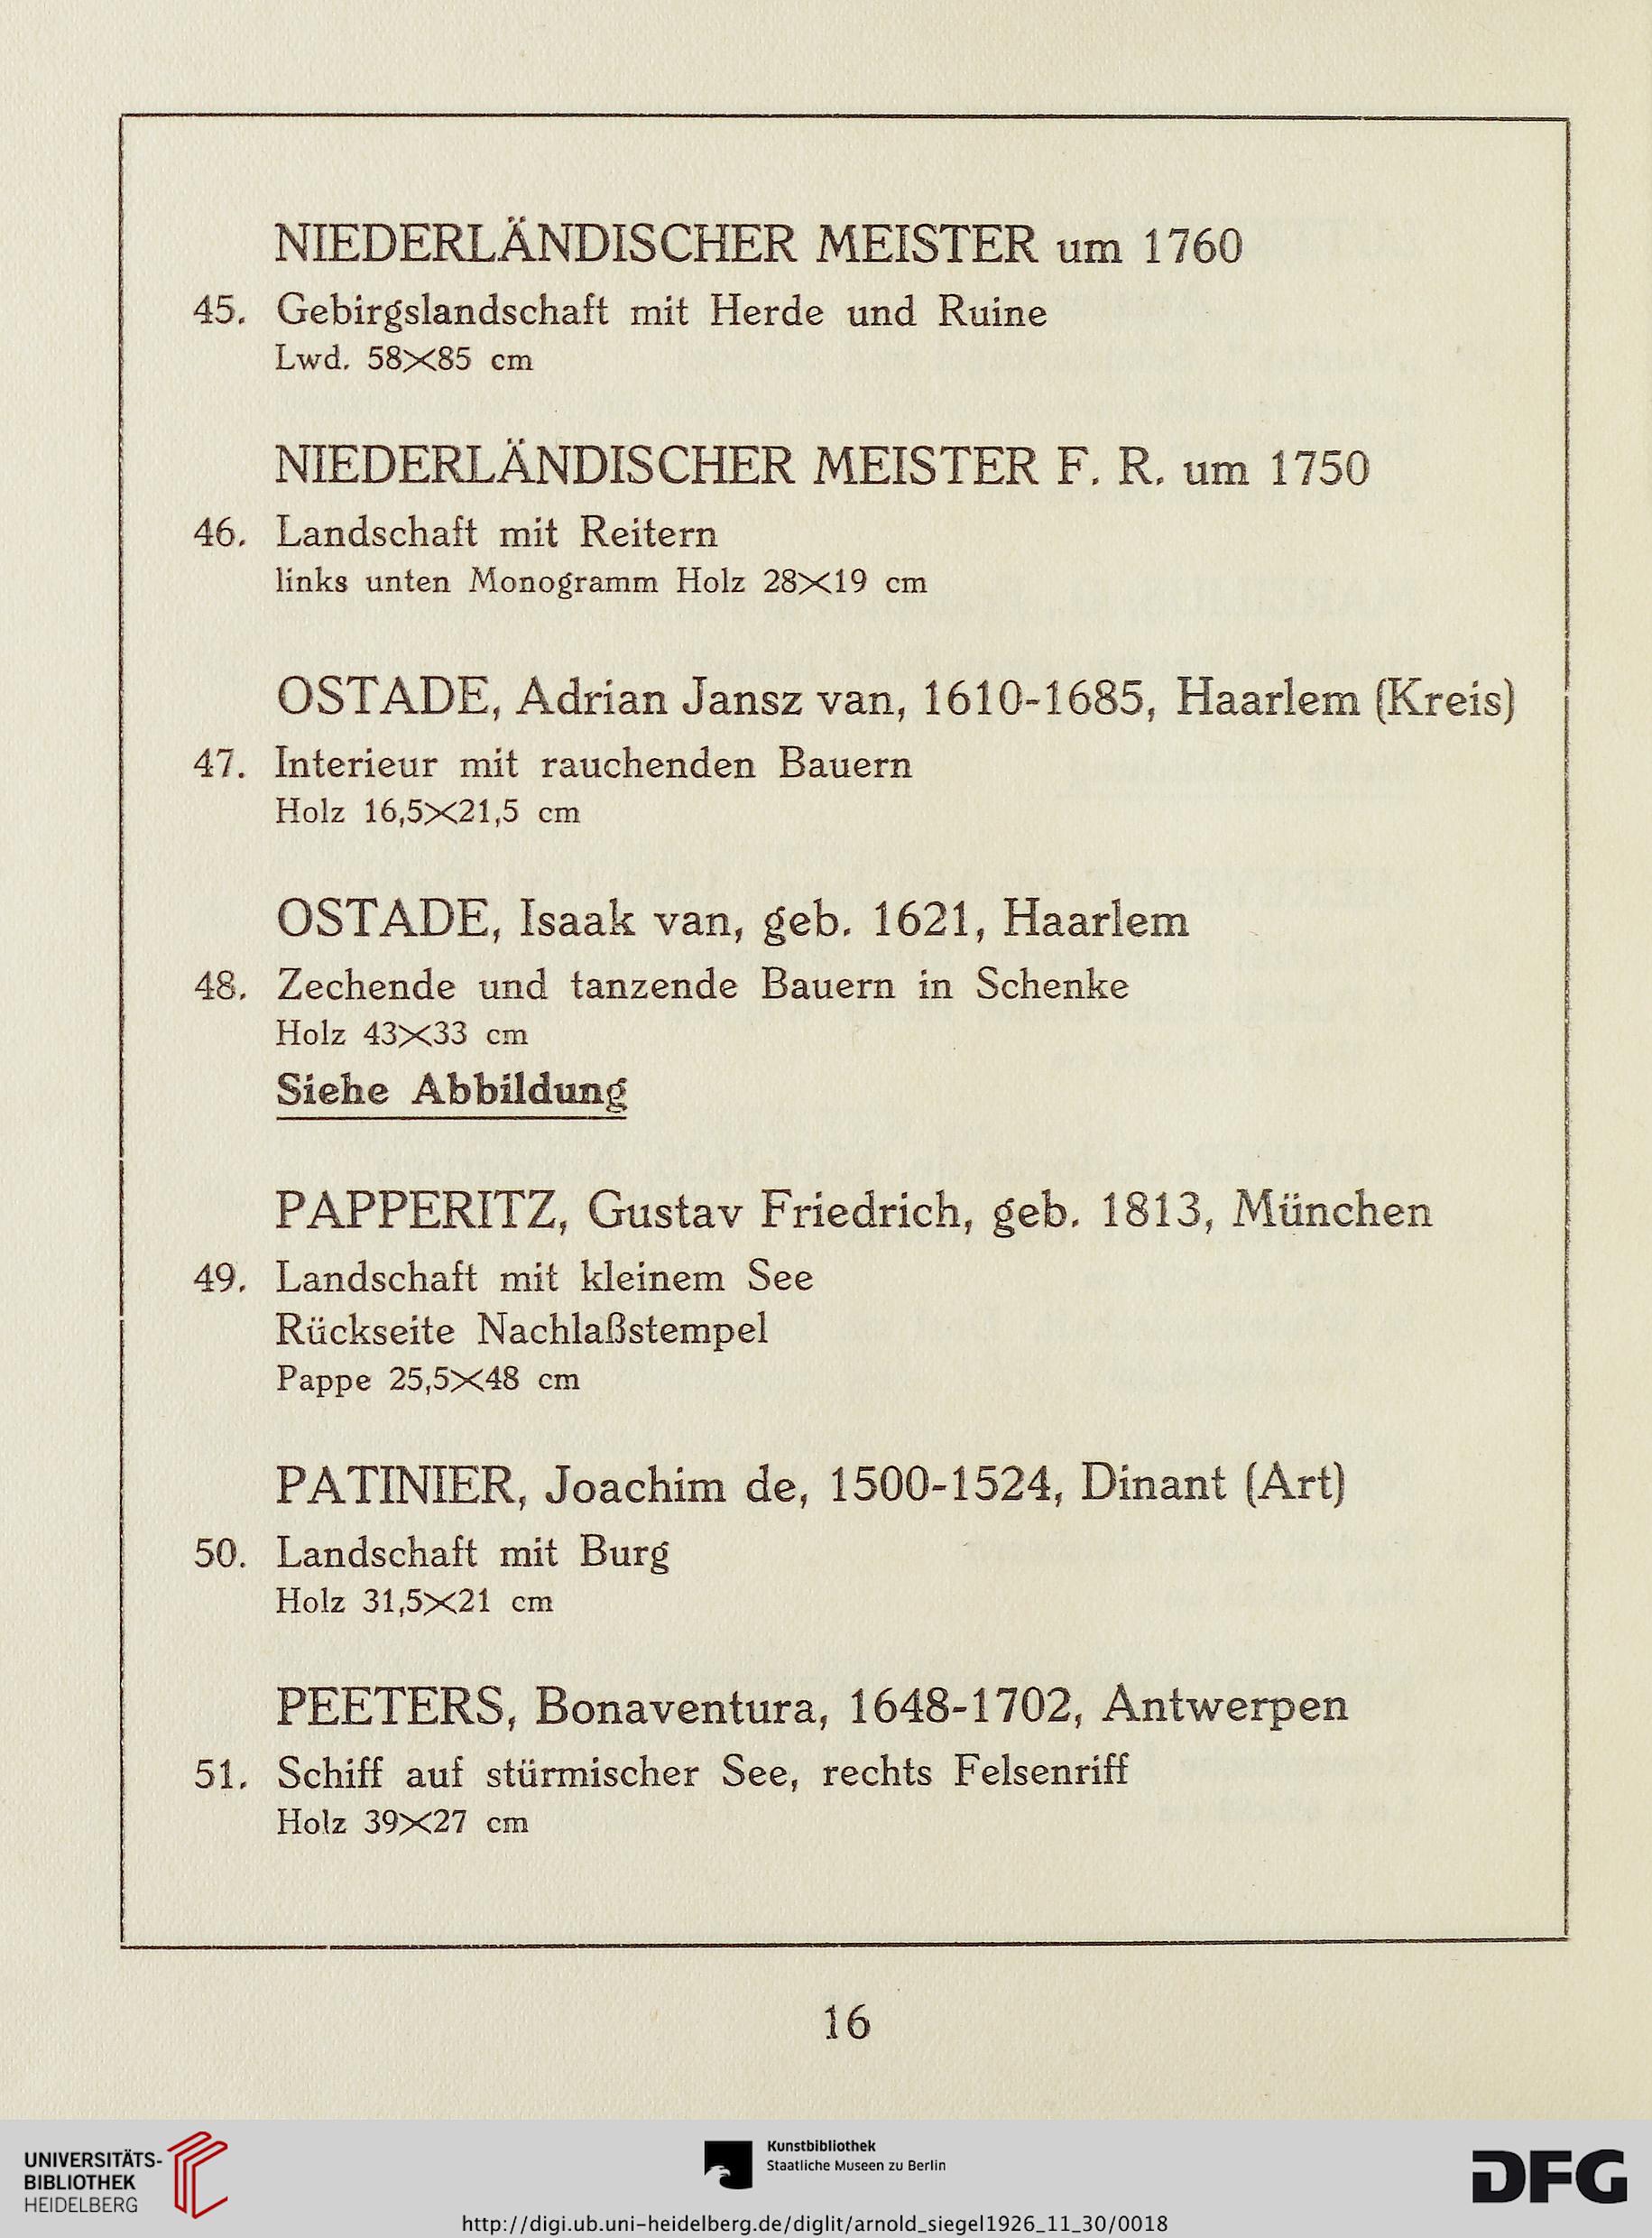 NIEDERLÄNDISCHER MEISTER um 1760
45. Gebirgslandschaft mit Herde und Ruine
Lwd. 58×85 cm
NIEDERLÄNDISCHER MEISTER F. R. um 1750
46. Landschaft mit Reitern
links unten Monogramm Holz 28×19 cm
OSTADE, Adrian Jansz van, 1610-1685, Haarlem (Kreis)
47. Interieur mit rauchenden Bauern
Holz 16,5×21,5 cm
OSTADE, Isaak van, geb. 1621, Haarlem
48. Zechende und tanzende Bauern in Schenke
Holz 43×33 cm
Siehe Abbildung
PAPPERITZ, Gustav Friedrich, geb. 1813, München
49. Landschaft mit kleinem See
Rückseite Nachlaßstempel
Pappe 25,5×48 cm
PATINIER, Joachim de, 1500-1524, Dinant (Art)
50. Landschaft mit Burg
Holz 31,5×21 cm
PEETERS, Bonaventura, 1648-1702, Antwerpen
51. Schiff auf stürmischer See, rechts Felsenriff
Holz 39×27 cm
16
UNIVERSITÄTS-
BIBLIOTHEK
HEIDELBERG
Kunstbibliothek
Staatliche Museen zu Berlin
DFG
http://digi.ub.uni-heidelberg.de/diglit/arnold_siegel1926_11_30/0018